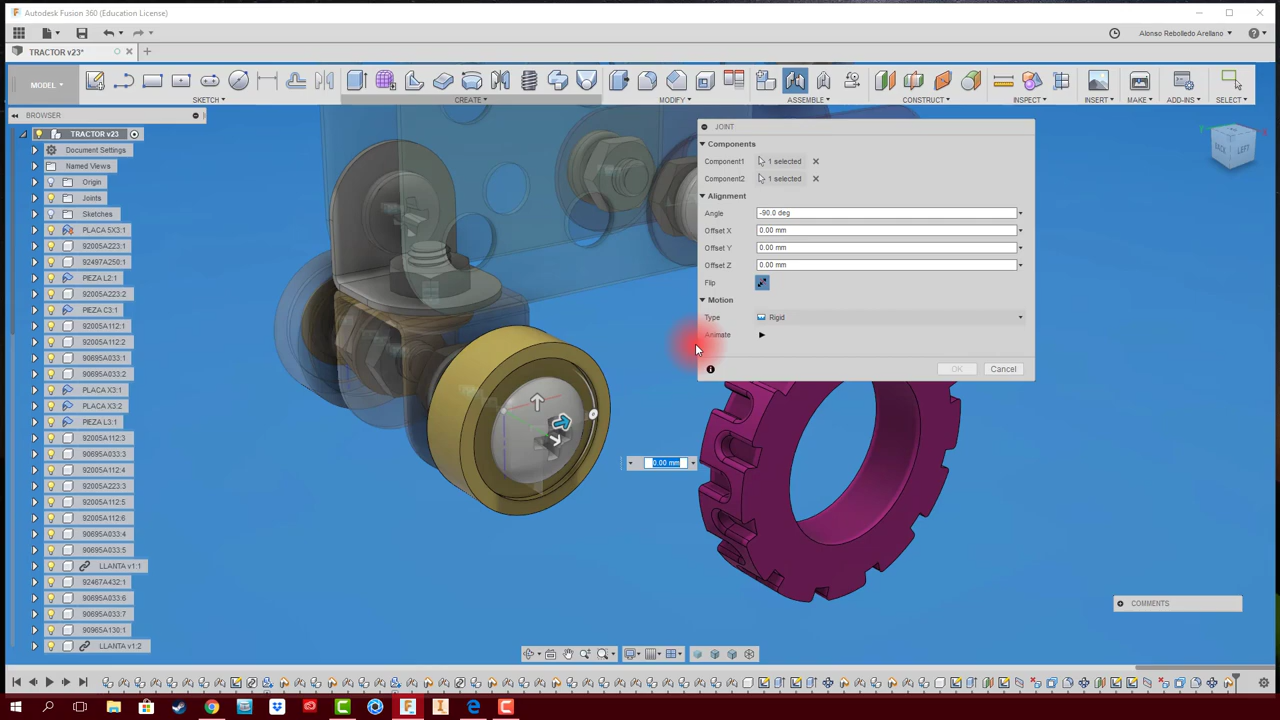 Autodesk Fusion 360 (Education License)
Alonso Rebolledo Arellano
TRACTOR v23*
MODEL
SKETCH
CREATE
MODIFY
ASSEMBLE
CONSTRUCT
INSPECT
INSERT
MAKE
ADD-INS
SELECT
BROWSER
TRACTOR v23
Document Settings
Named Views
Origin
Joints
Sketches
PLACA 5X3:1
92005A223:1
92497A250:1
PIEZA L2:1
92005A223:2
PIEZA C3:1
92005A112:1
92005A112:2
90695A033:1
90695A033:2
PLACA X3:1
PLACA X3:2
PIEZA L3:1
92005A112:3
90695A033:3
92005A112:4
92005A223:3
92005A112:5
92005A112:6
90695A033:4
90695A033:5
LLANTA v1:1
92467A432:1
90695A033:6
90695A033:7
90965A130:1
LLANTA v1:2
JOINT
Components
Component1 1 selected
Component2 1 selected
Alignment
Angle -90.0 deg
Offset X 0.00 mm
Offset Y 0.00 mm
Offset Z 0.00 mm
Flip
Motion
Type Rigid
Animate
OK Cancel
0.00 mm
BACK LEFT
COMMENTS